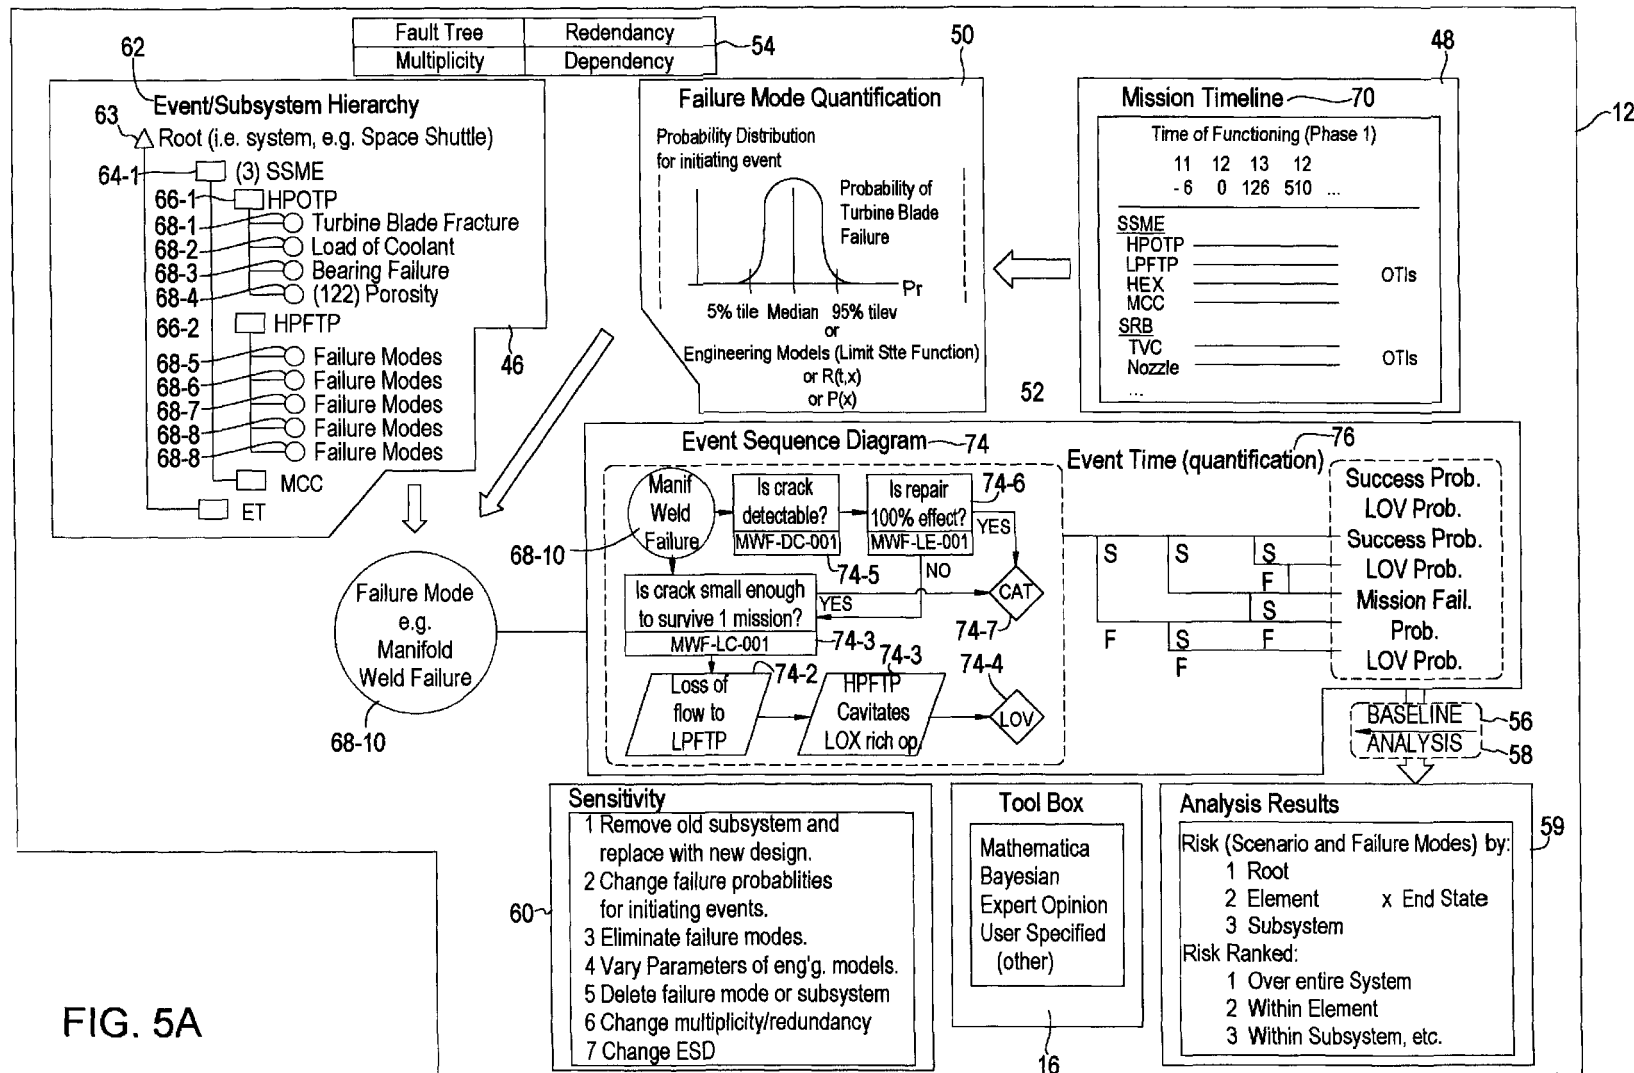 Fault Tree Redendancy
Multiplicity Dependency
54
62
Event/Subsystem Hierarchy
63
Root (i.e. system, e.g. Space Shuttle)
64-1
(3) SSME
66-1
HPOTP
68-1
Turbine Blade Fracture
68-2
Load of Coolant
68-3
Bearing Failure
68-4
(122) Porosity
66-2
HPFTP
68-5
Failure Modes
68-6
Failure Modes
68-7
Failure Modes
68-8
Failure Modes
68-8
Failure Modes
MCC
ET
46
50
Failure Mode Quantification
Probability Distribution
for initiating event
Probability of
Turbine Blade
Failure
Pr
5% tile Median 95% tilev
or
Engineering Models (Limit Stte Function)
or R(t,x)
or P(x)
48
Mission Timeline
70
Time of Functioning (Phase 1)
11 12 13 12
- 6 0 126 510 ...
SSME
HPOTP
LPFTP
HEX
MCC
OTIs
SRB
TVC
Nozzle
OTIs
...
12
52
Failure Mode
e.g.
Manifold
Weld Failure
68-10
Event Sequence Diagram
74
Manif
Weld
Failure
68-10
Is crack
detectable?
MWF-DC-001
74-5
Is repair
100% effect?
MWF-LE-001
74-6
YES
NO
Is crack small enough
to survive 1 mission?
MWF-LC-001
74-3
YES
CAT
74-7
Loss of
flow to
LPFTP
74-2
HPFTP
Cavitates
LOX rich op.
74-3
LOV
74-4
Event Time (quantification)
76
S S S
F
S
F S F
F
Success Prob.
LOV Prob.
Success Prob.
LOV Prob.
Mission Fail.
Prob.
LOV Prob.
BASELINE
56
ANALYSIS
58
Sensitivity
1 Remove old subsystem and
replace with new design.
2 Change failure probablities
for initiating events.
3 Eliminate failure modes.
4 Vary Parameters of eng'g. models.
5 Delete failure mode or subsystem
6 Change multiplicity/redundancy
7 Change ESD
60
Tool Box
Mathematica
Bayesian
Expert Opinion
User Specified
(other)
16
Analysis Results
59
Risk (Scenario and Failure Modes) by:
1 Root
2 Element x End State
3 Subsystem
Risk Ranked:
1 Over entire System
2 Within Element
3 Within Subsystem, etc.
FIG. 5A